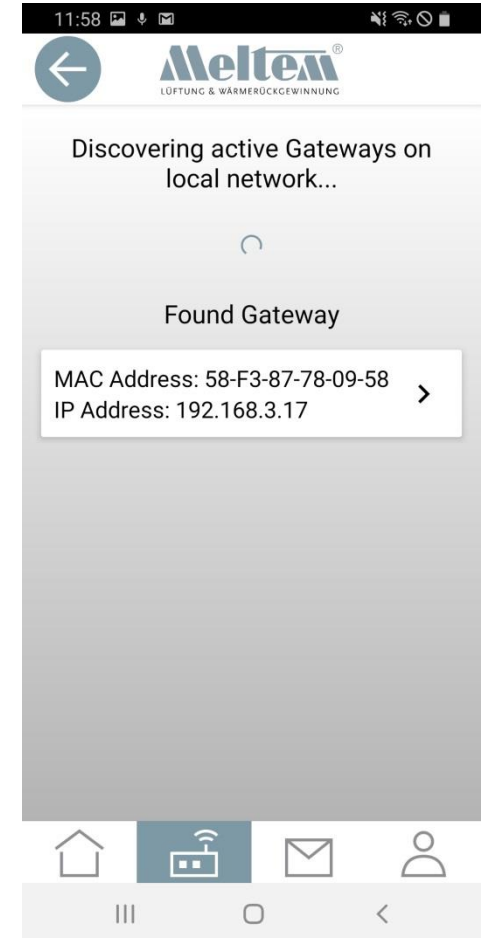 11:58
Meltem®
LÜFTUNG & WÄRMERÜCKGEWINNUNG
Discovering active Gateways on
local network...
Found Gateway
MAC Address: 58-F3-87-78-09-58
IP Address: 192.168.3.17